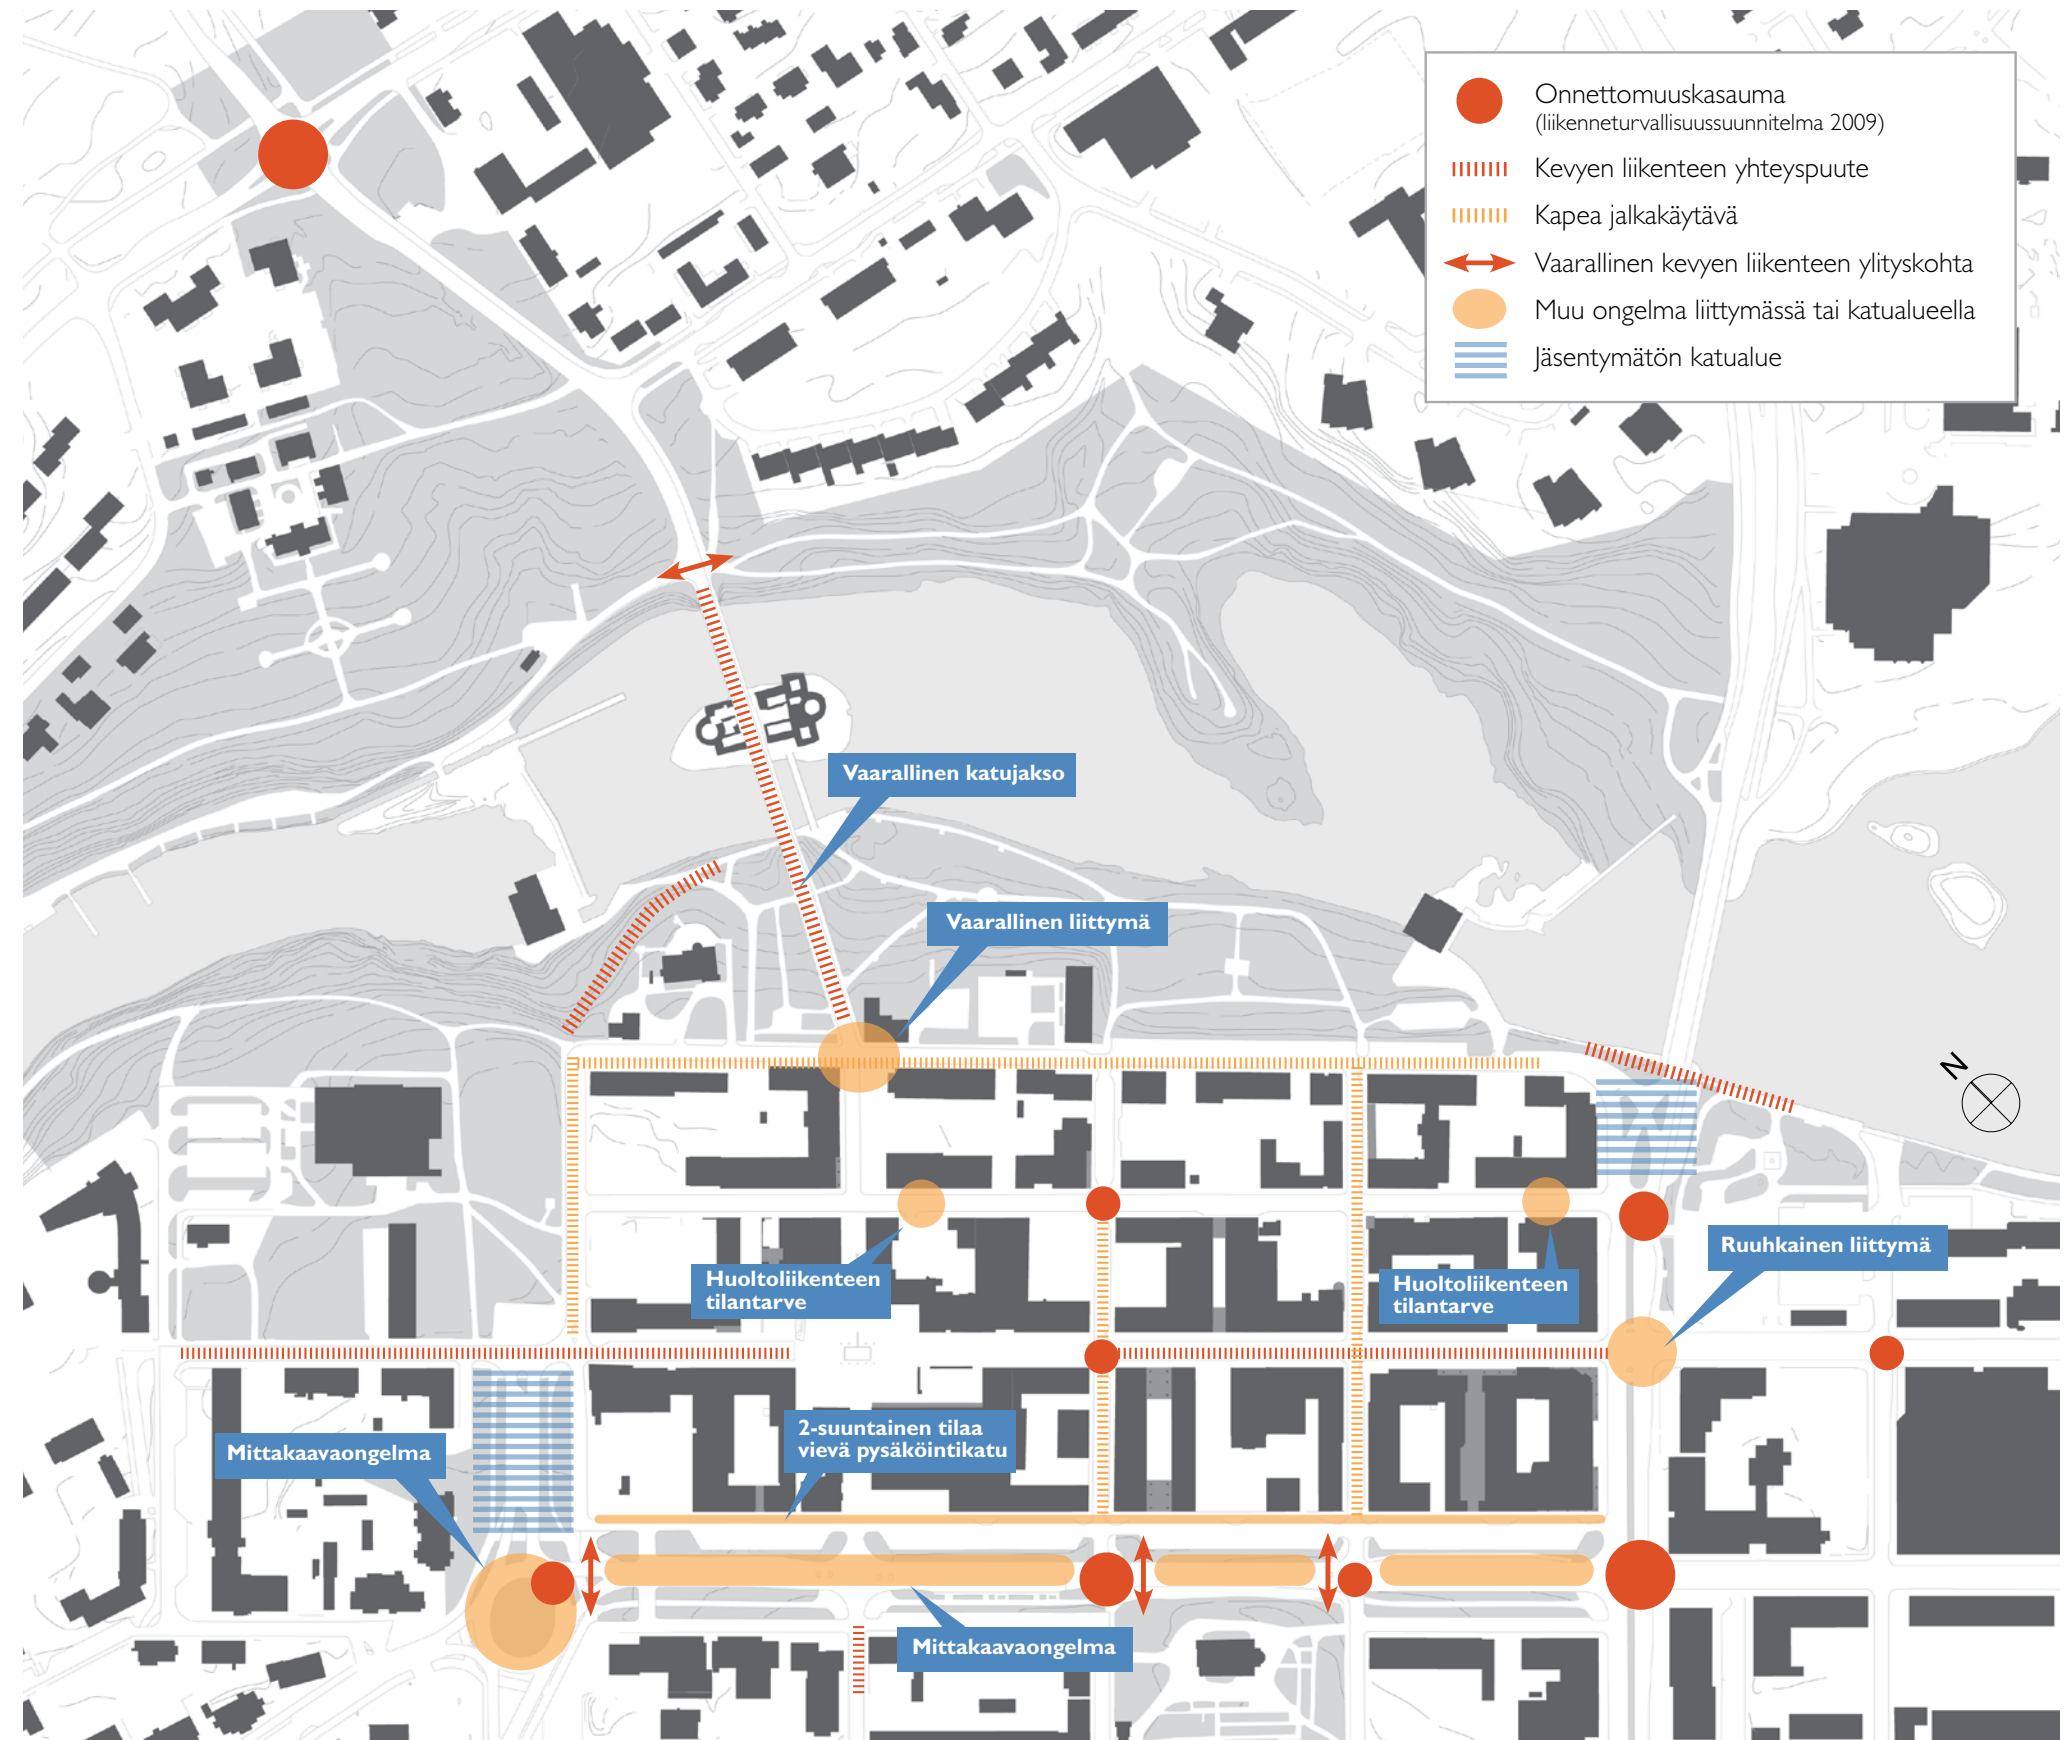 Onnettomuuskasauma
(liikenneturvallisuussuunnitelma 2009)
Kevyen liikenteen yhteyspuute
Kapea jalkakäytävä
Vaarallinen kevyen liikenteen ylityskohta
Muu ongelma liittymässä tai katualueella
Jäsentymätön katualue
Vaarallinen katujakso
Vaarallinen liittymä
N
Ruuhkainen liittymä
Huoltoliikenteen
tilantarve
Huoltoliikenteen
tilantarve
2-suuntainen tilaa
vievä pysäköintikatu
Mittakaavaongelma
Mittakaavaongelma